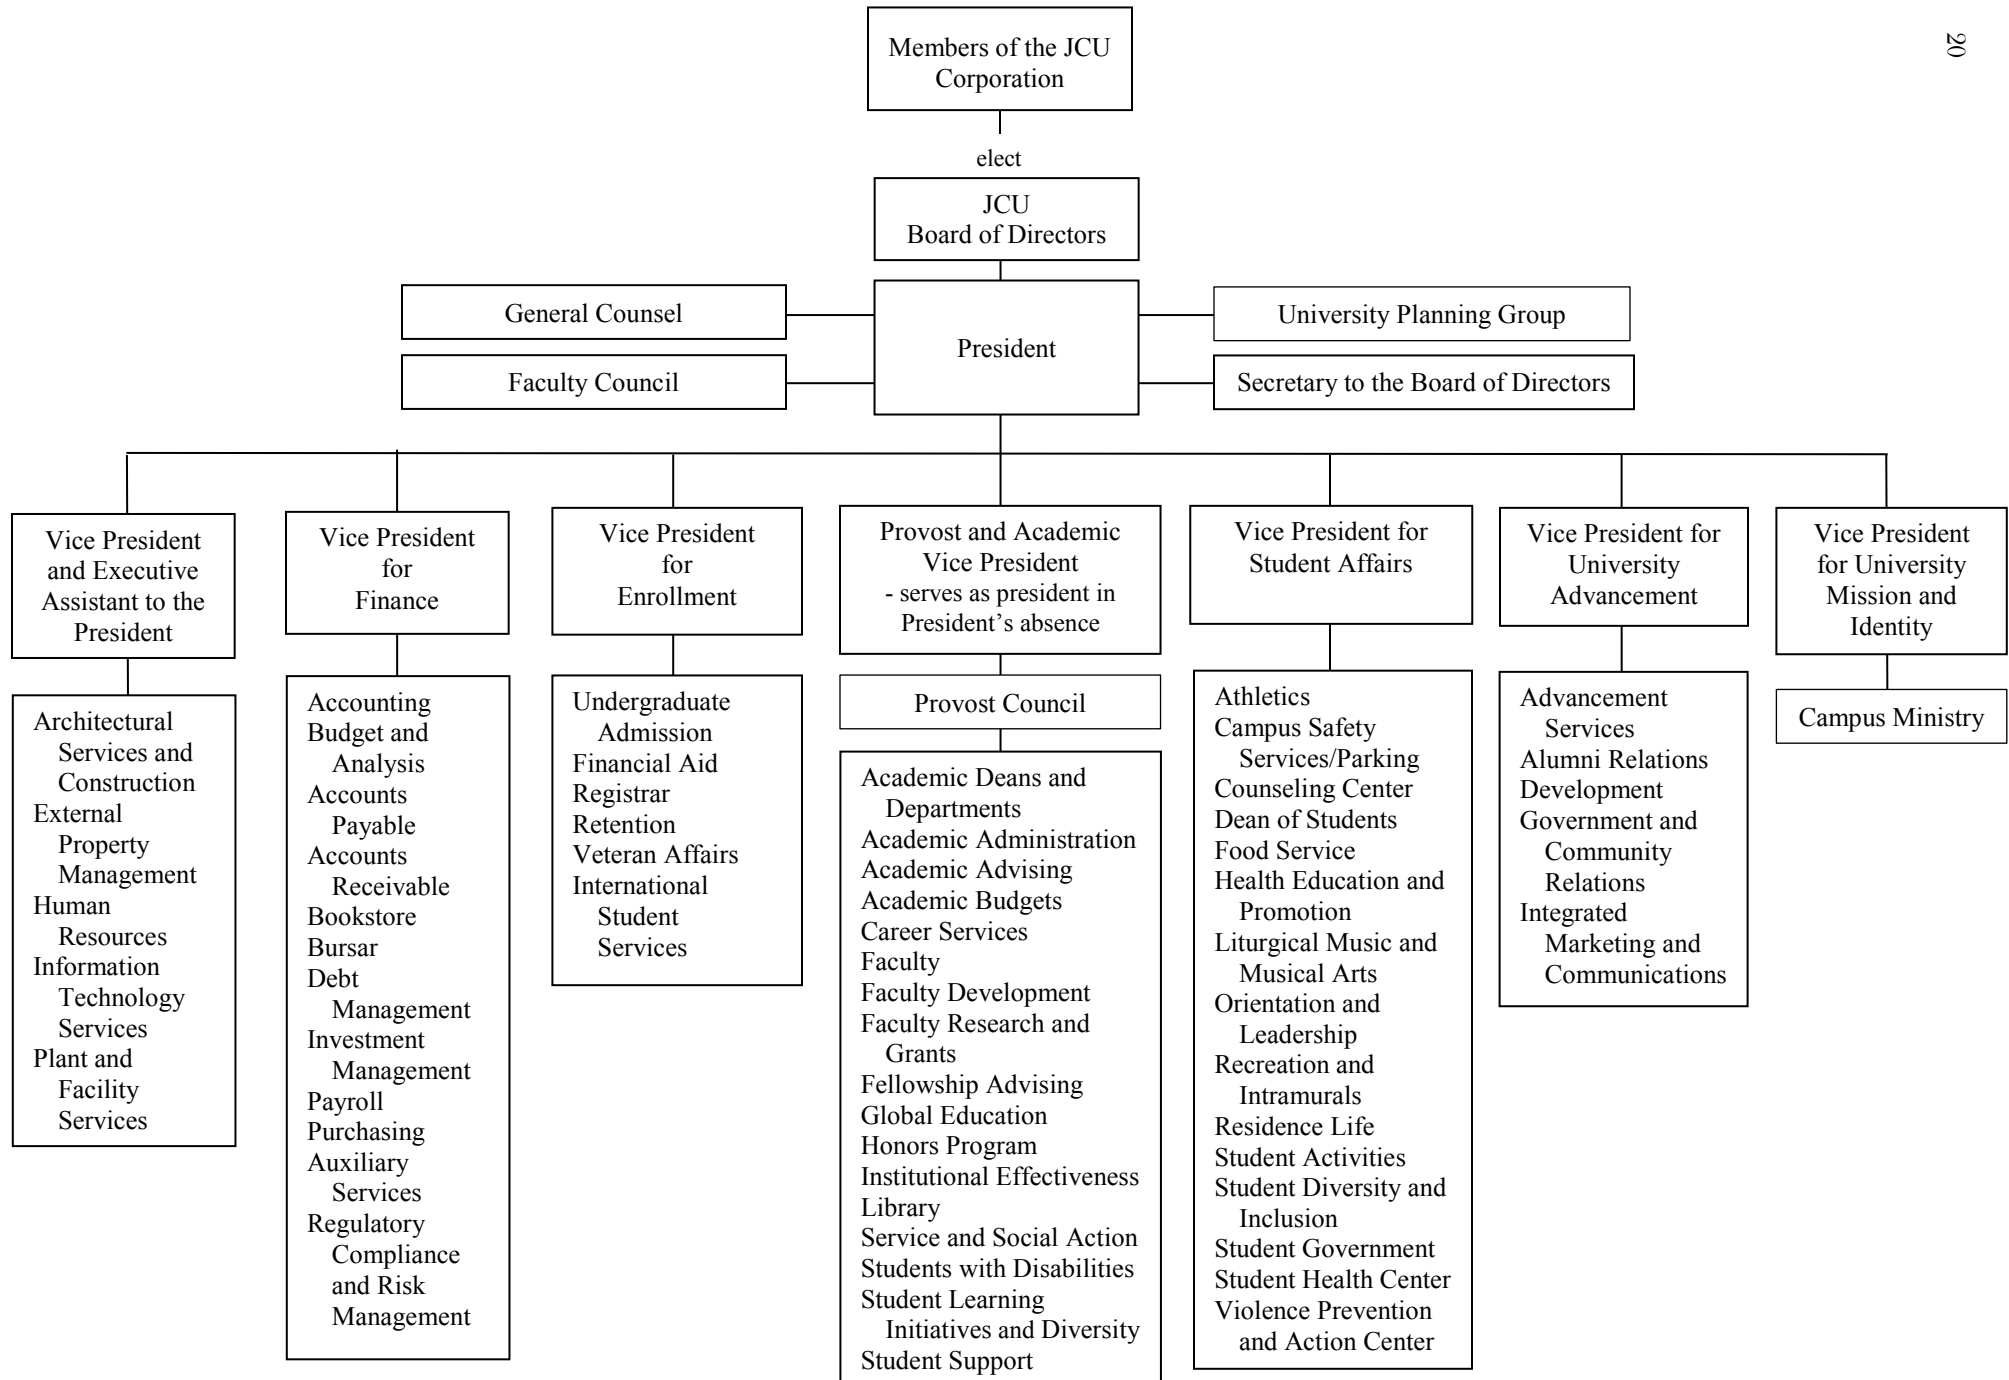 20
Members of the JCU
Corporation
elect
JCU
Board of Directors
General Counsel
University Planning Group
President
Faculty Council
Secretary to the Board of Directors
Vice President
and Executive
Assistant to the
President
Architectural
Services and
Construction
External
Property
Management
Human
Resources
Information
Technology
Services
Plant and
Facility
Services
Vice President
for
Finance
Accounting
Budget and
Analysis
Accounts
Payable
Accounts
Receivable
Bookstore
Bursar
Debt
Management
Investment
Management
Payroll
Purchasing
Auxiliary
Services
Regulatory
Compliance
and Risk
Management
Vice President
for
Enrollment
Undergraduate
Admission
Financial Aid
Registrar
Retention
Veteran Affairs
International
Student
Services
Provost and Academic
Vice President
- serves as president in
President’s absence
Provost Council
Academic Deans and
Departments
Academic Administration
Academic Advising
Academic Budgets
Career Services
Faculty
Faculty Development
Faculty Research and
Grants
Fellowship Advising
Global Education
Honors Program
Institutional Effectiveness
Library
Service and Social Action
Students with Disabilities
Student Learning
Initiatives and Diversity
Student Support
Vice President for
Student Affairs
Athletics
Campus Safety
Services/Parking
Counseling Center
Dean of Students
Food Service
Health Education and
Promotion
Liturgical Music and
Musical Arts
Orientation and
Leadership
Recreation and
Intramurals
Residence Life
Student Activities
Student Diversity and
Inclusion
Student Government
Student Health Center
Violence Prevention
and Action Center
Vice President for
University
Advancement
Advancement
Services
Alumni Relations
Development
Government and
Community
Relations
Integrated
Marketing and
Communications
Vice President
for University
Mission and
Identity
Campus Ministry